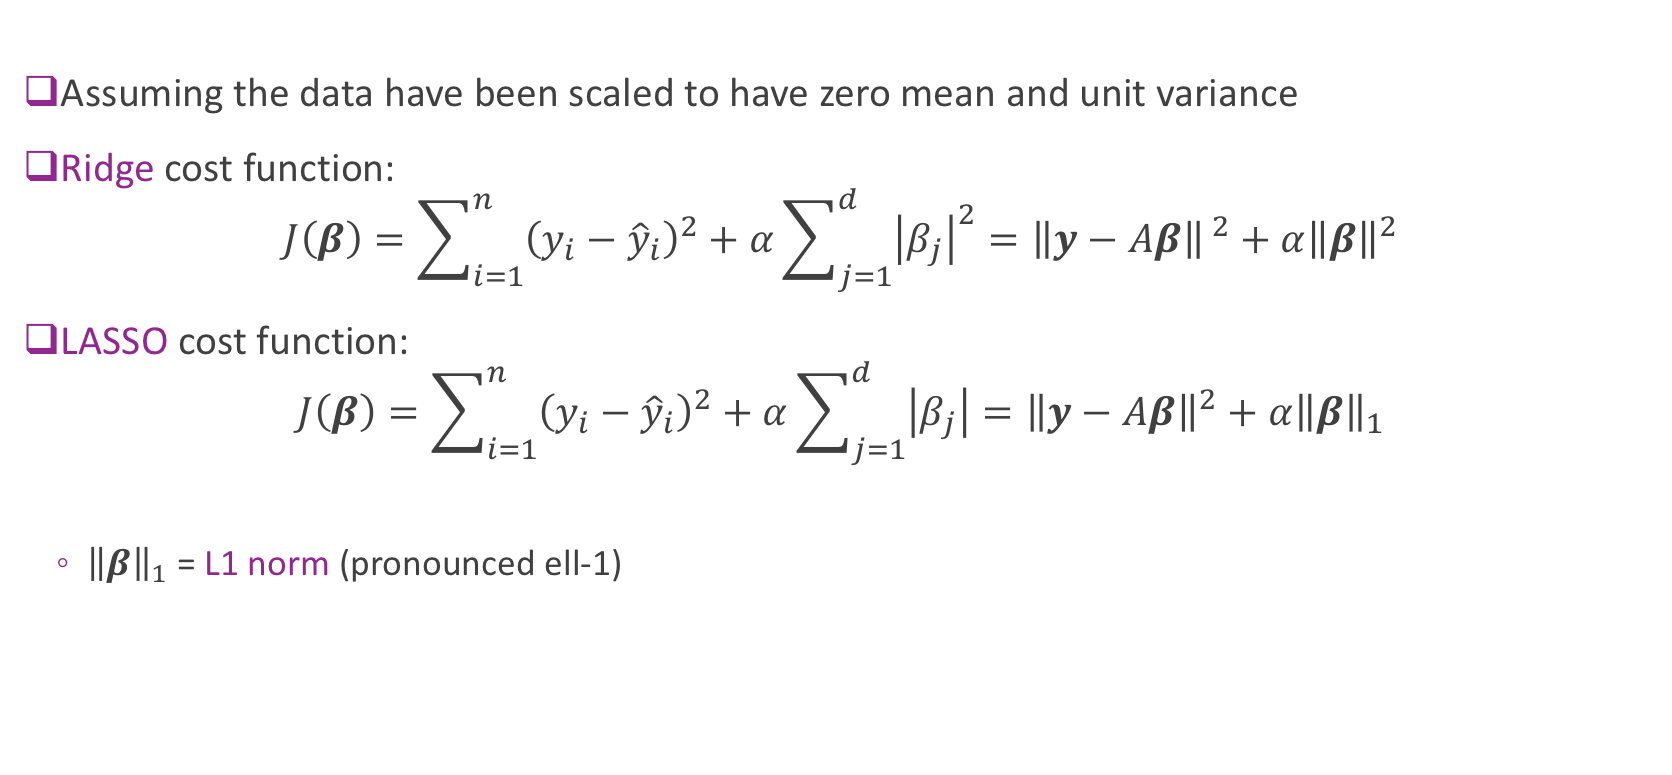 ❑Assuming the data have been scaled to have zero mean and unit variance
❑Ridge cost function:
J(𝜷) = ∑_{i=1}^{n} (y_i − ŷ_i)² + α ∑_{j=1}^{d} |β_j|² = ‖𝒚 − A𝜷‖ ² + α‖𝜷‖²
❑LASSO cost function:
J(𝜷) = ∑_{i=1}^{n} (y_i − ŷ_i)² + α ∑_{j=1}^{d} |β_j| = ‖𝒚 − A𝜷‖² + α‖𝜷‖₁
◦ ‖𝜷‖₁ = L1 norm (pronounced ell-1)